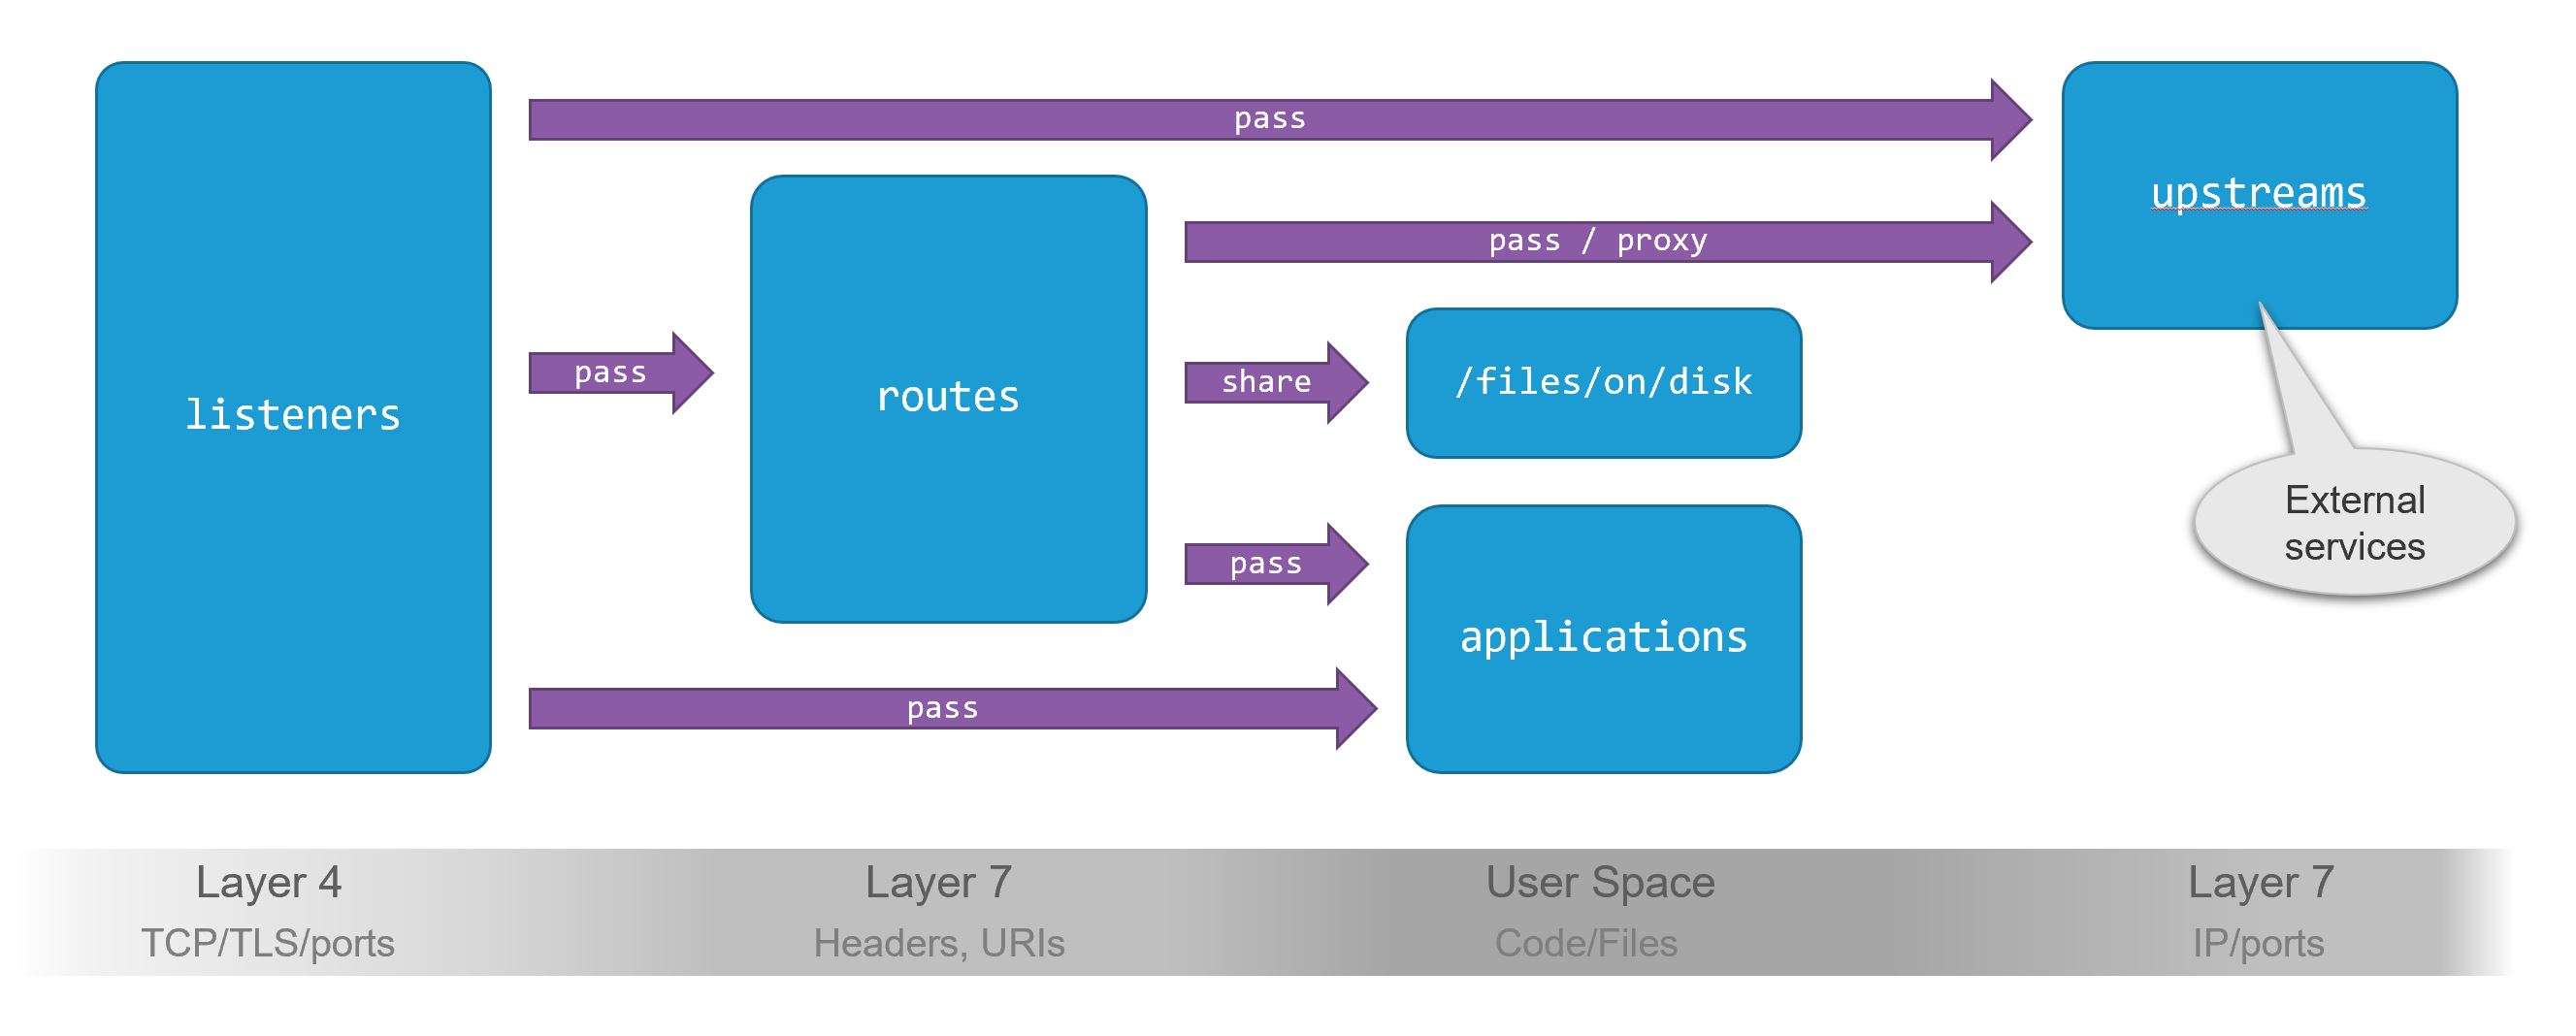 listeners
pass
pass
pass
routes
pass / proxy
share
pass
/files/on/disk
applications
upstreams
External
services
Layer 4
TCP/TLS/ports
Layer 7
Headers, URIs
User Space
Code/Files
Layer 7
IP/ports